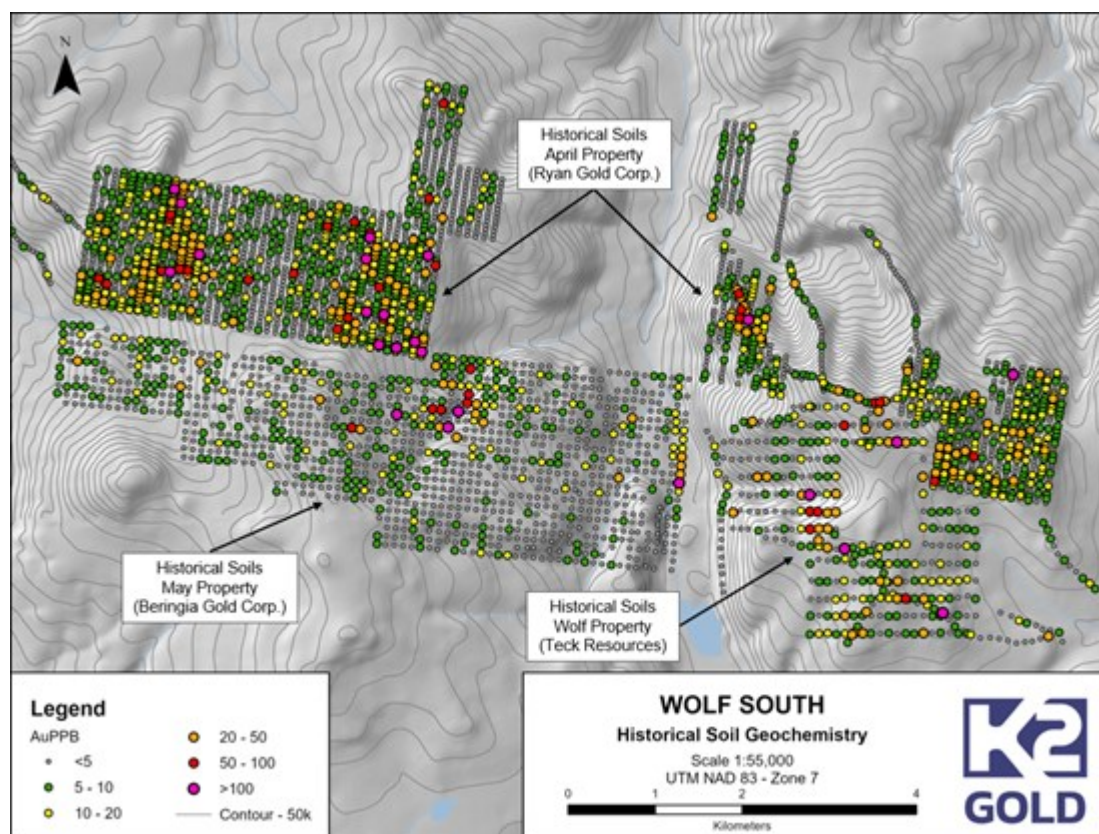 N
Historical Soils
April Property
(Ryan Gold Corp.)
Historical Soils
May Property
(Beringia Gold Corp.)
Historical Soils
Wolf Property
(Teck Resources)
Legend
AuPPB
<5
5 - 10
10 - 20
20 - 50
50 - 100
>100
Contour - 50k
WOLF SOUTH
Historical Soil Geochemistry
Scale 1:55,000
UTM NAD 83 - Zone 7
0 1 2 4
Kilometers
K2
GOLD